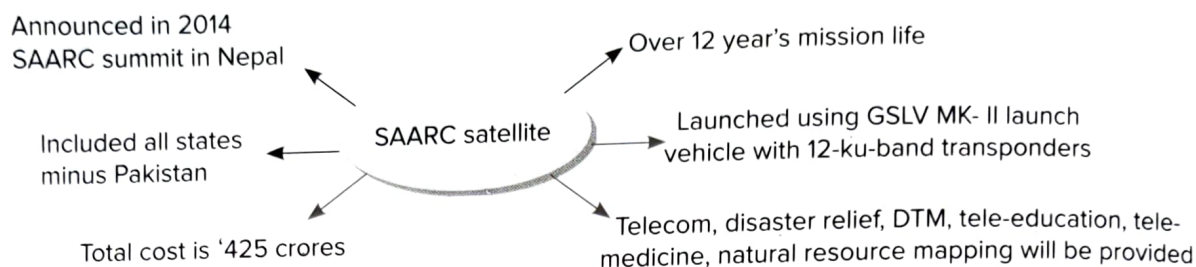 Announced in 2014
SAARC summit in Nepal
Over 12 year's mission life
SAARC satellite
Included all states
minus Pakistan
Launched using GSLV MK- II launch
vehicle with 12-ku-band transponders
Total cost is ‘425 crores
Telecom, disaster relief, DTM, tele-education, tele-
medicine, natural resource mapping will be provided